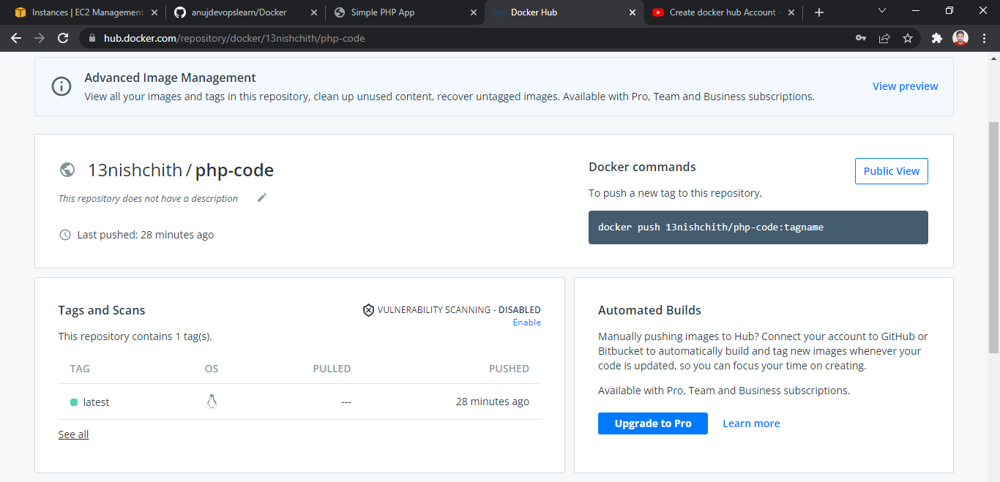 Instances | EC2 Management
anujdevopslearn/Docker
Simple PHP App
Docker Hub
Create docker hub Account -
hub.docker.com/repository/docker/13nishchith/php-code
Advanced Image Management
View all your images and tags in this repository, clean up unused content, recover untagged images. Available with Pro, Team and Business subscriptions.
View preview
13nishchith / php-code
This repository does not have a description
Last pushed: 28 minutes ago
Docker commands
Public View
To push a new tag to this repository,
docker push 13nishchith/php-code:tagname
Tags and Scans
VULNERABILITY SCANNING - DISABLED
Enable
This repository contains 1 tag(s).
TAG OS PULLED PUSHED
latest --- 28 minutes ago
See all
Automated Builds
Manually pushing images to Hub? Connect your account to GitHub or
Bitbucket to automatically build and tag new images whenever your
code is updated, so you can focus your time on creating.
Available with Pro, Team and Business subscriptions.
Upgrade to Pro Learn more